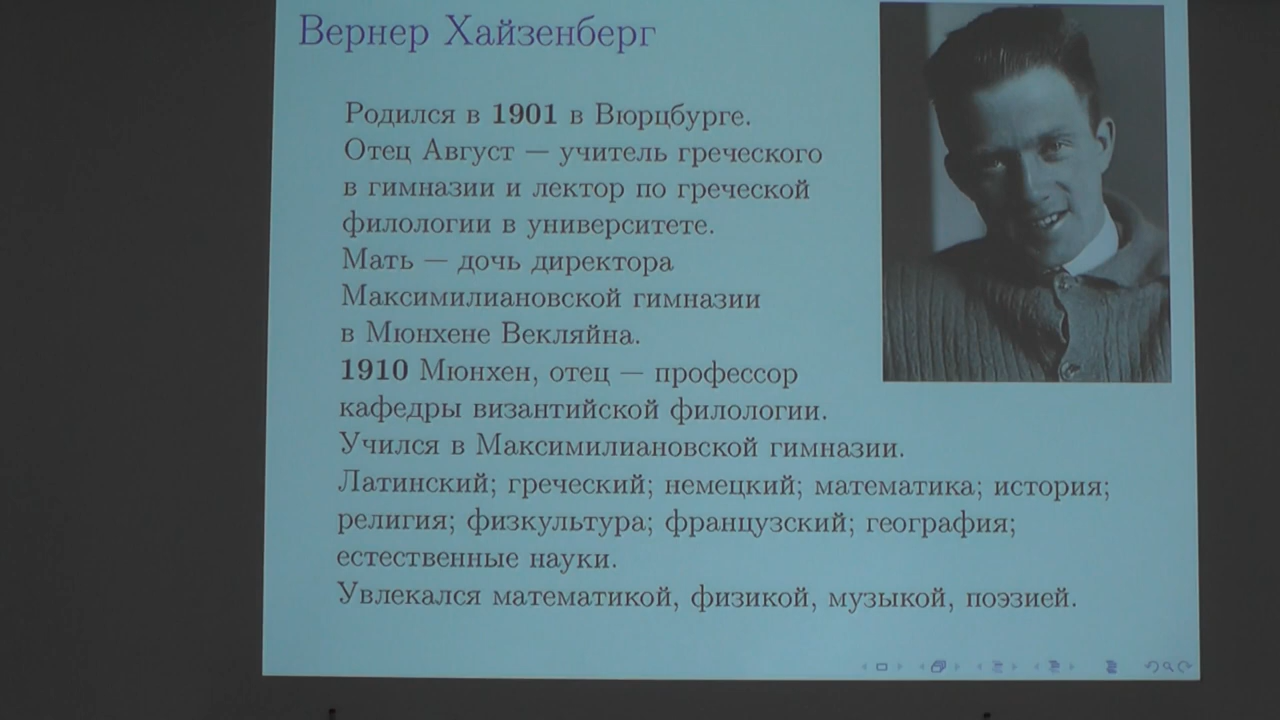 Вернер Хайзенберг
Родился в 1901 в Вюрцбурге.
Отец Август — учитель греческого
в гимназии и лектор по греческой
филологии в университете.
Мать — дочь директора
Максимилиановской гимназии
в Мюнхене Векляйна.
1910 Мюнхен, отец — профессор
кафедры византийской филологии.
Учился в Максимилиановской гимназии.
Латинский; греческий; немецкий; математика; история;
религия; физкультура; французский; география;
естественные науки.
Увлекался математикой, физикой, музыкой, поэзией.